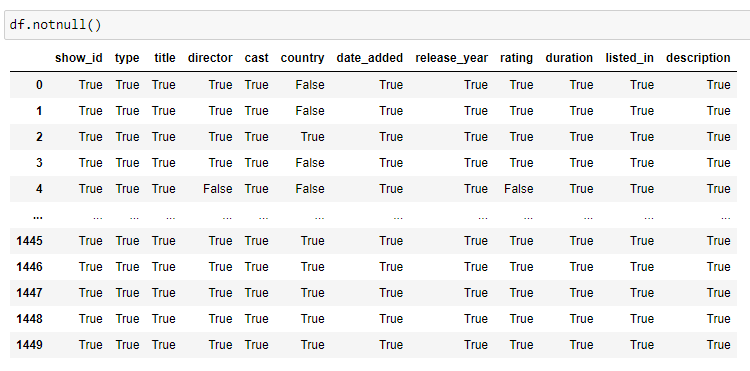 df.notnull()
show_id type title director cast country date_added release_year rating duration listed_in description
0 True True True True True False True True True True True True
1 True True True True True False True True True True True True
2 True True True True True True True True True True True True
3 True True True True True False True True True True True True
4 True True True False True False True True False True True True
... ... ... ... ... ... ... ... ... ... ... ... ...
1445 True True True True True True True True True True True True
1446 True True True True True True True True True True True True
1447 True True True True True True True True True True True True
1448 True True True True True True True True True True True True
1449 True True True True True True True True True True True True